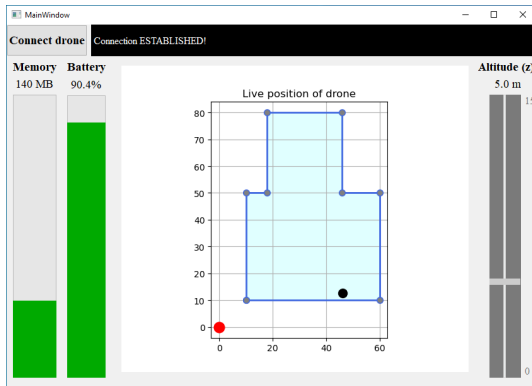 MainWindow
Connect drone
Connection ESTABLISHED!
Memory Battery
140 MB 90.4%
Altitude (z)
5.0 m
Live position of drone
80
70
60
50
40
30
20
10
0
0 20 40 60
0